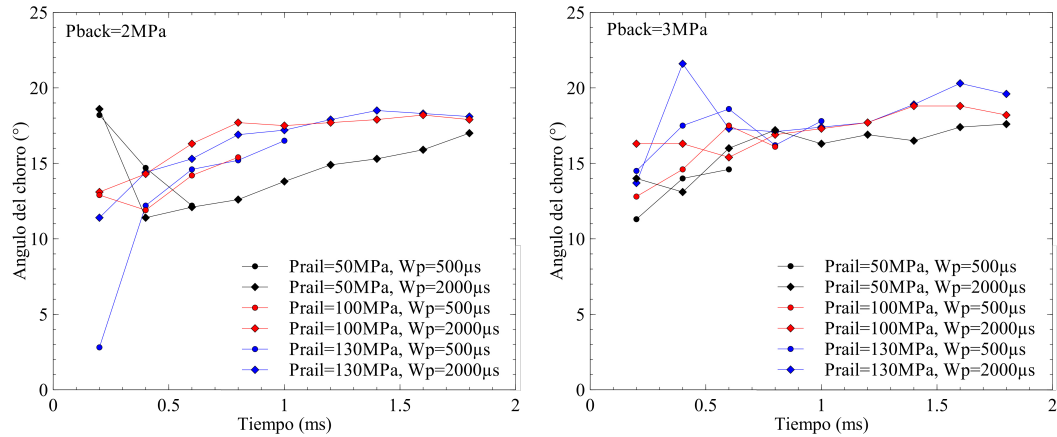 Pback=2MPa
25
20
15
10
5
0
Angulo del chorro (°)
0
0.5
1
1.5
2
Tiempo (ms)
Prail=50MPa, Wp=500µs
Prail=50MPa, Wp=2000µs
Prail=100MPa, Wp=500µs
Prail=100MPa, Wp=2000µs
Prail=130MPa, Wp=500µs
Prail=130MPa, Wp=2000µs
Pback=3MPa
25
20
15
10
5
0
Angulo del chorro (°)
0
0.5
1
1.5
2
Tiempo (ms)
Prail=50MPa, Wp=500µs
Prail=50MPa, Wp=2000µs
Prail=100MPa, Wp=500µs
Prail=100MPa, Wp=2000µs
Prail=130MPa, Wp=500µs
Prail=130MPa, Wp=2000µs